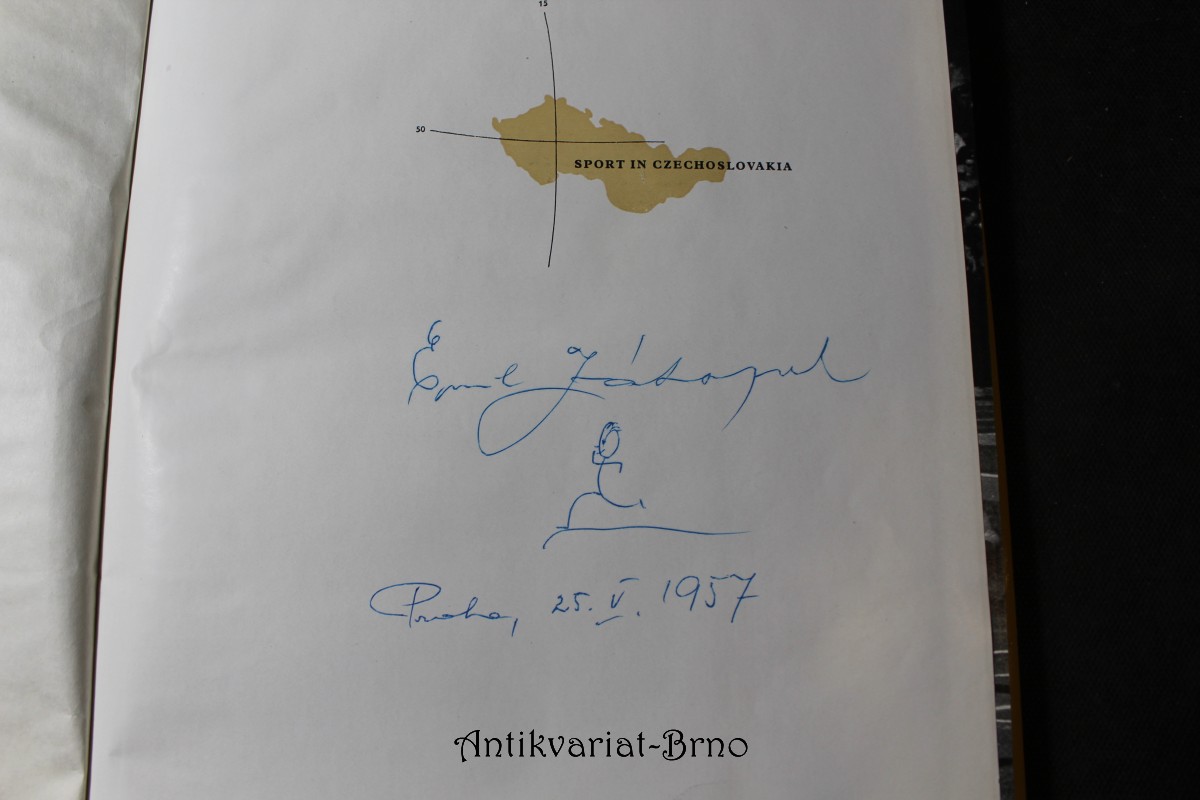 15
50
SPORT IN CZECHOSLOVAKIA
Emil Zátopek
Praha, 25. V. 1957
Antikvariat-Brno